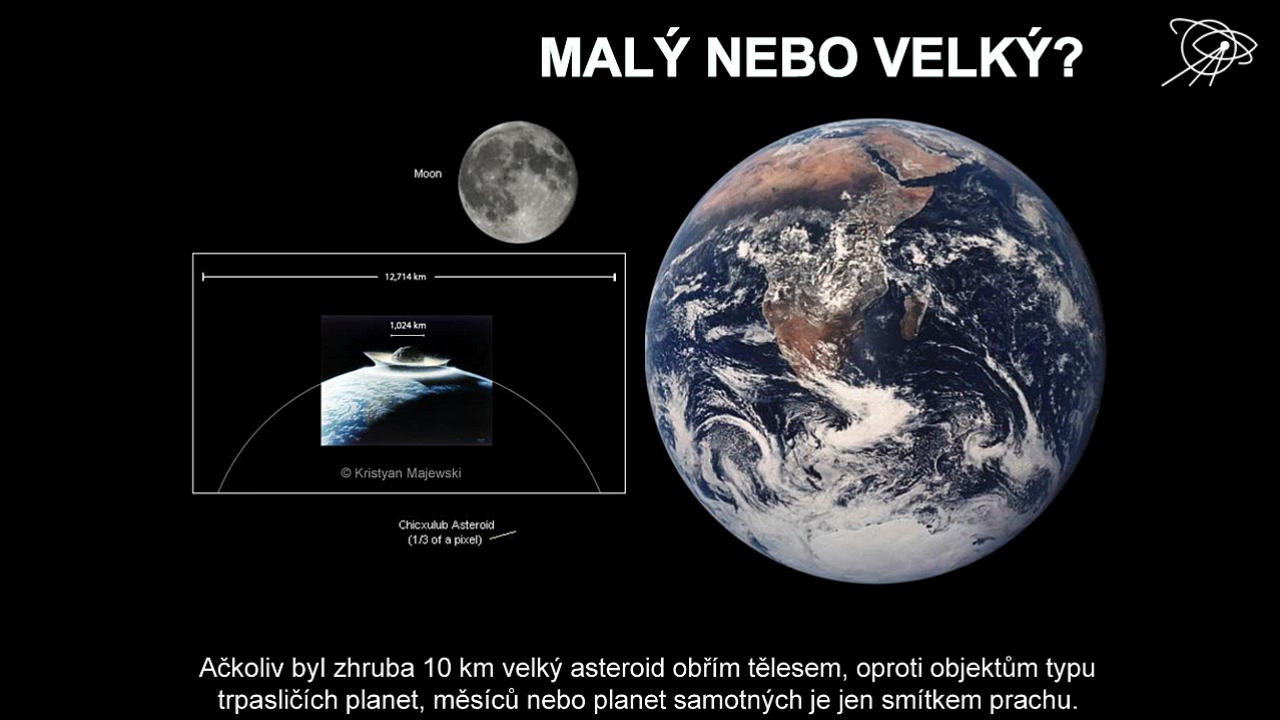 MALÝ NEBO VELKÝ?
Moon
12,714 km
1,024 km
© Kristyan Majewski
Chicxulub Asteroid
(1/3 of a pixel)
Ačkoliv byl zhruba 10 km velký asteroid obřím tělesem, oproti objektům typu
trpasličích planet, měsíců nebo planet samotných je jen smítkem prachu.